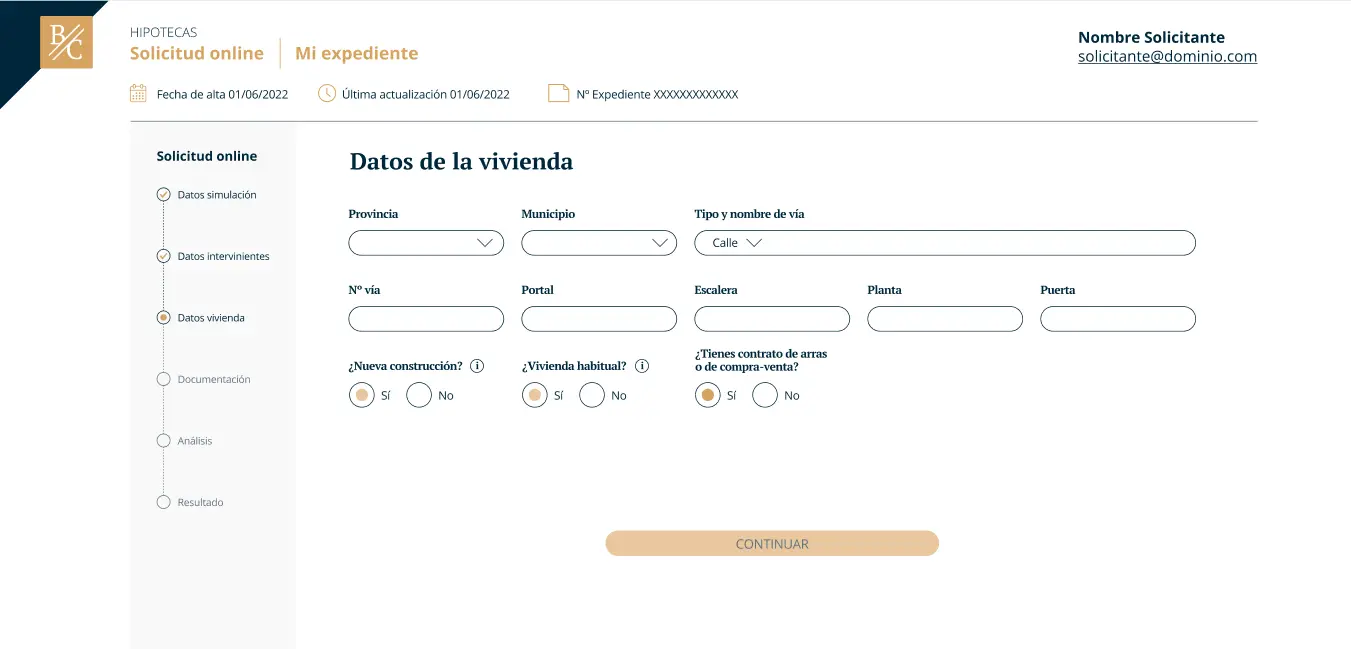 B/C
HIPOTECAS
Solicitud online
Mi expediente
Nombre Solicitante
solicitante@dominio.com
Fecha de alta 01/06/2022
Última actualización 01/06/2022
Nº Expediente XXXXXXXXXXXXX
Solicitud online
Datos simulación
Datos intervinientes
Datos vivienda
Documentación
Análisis
Resultado
Datos de la vivienda
Provincia
Municipio
Tipo y nombre de vía
Calle
Nº vía
Portal
Escalera
Planta
Puerta
¿Nueva construcción? i
Sí No
¿Vivienda habitual? i
Sí No
¿Tienes contrato de arras
o de compra-venta?
Sí No
CONTINUAR